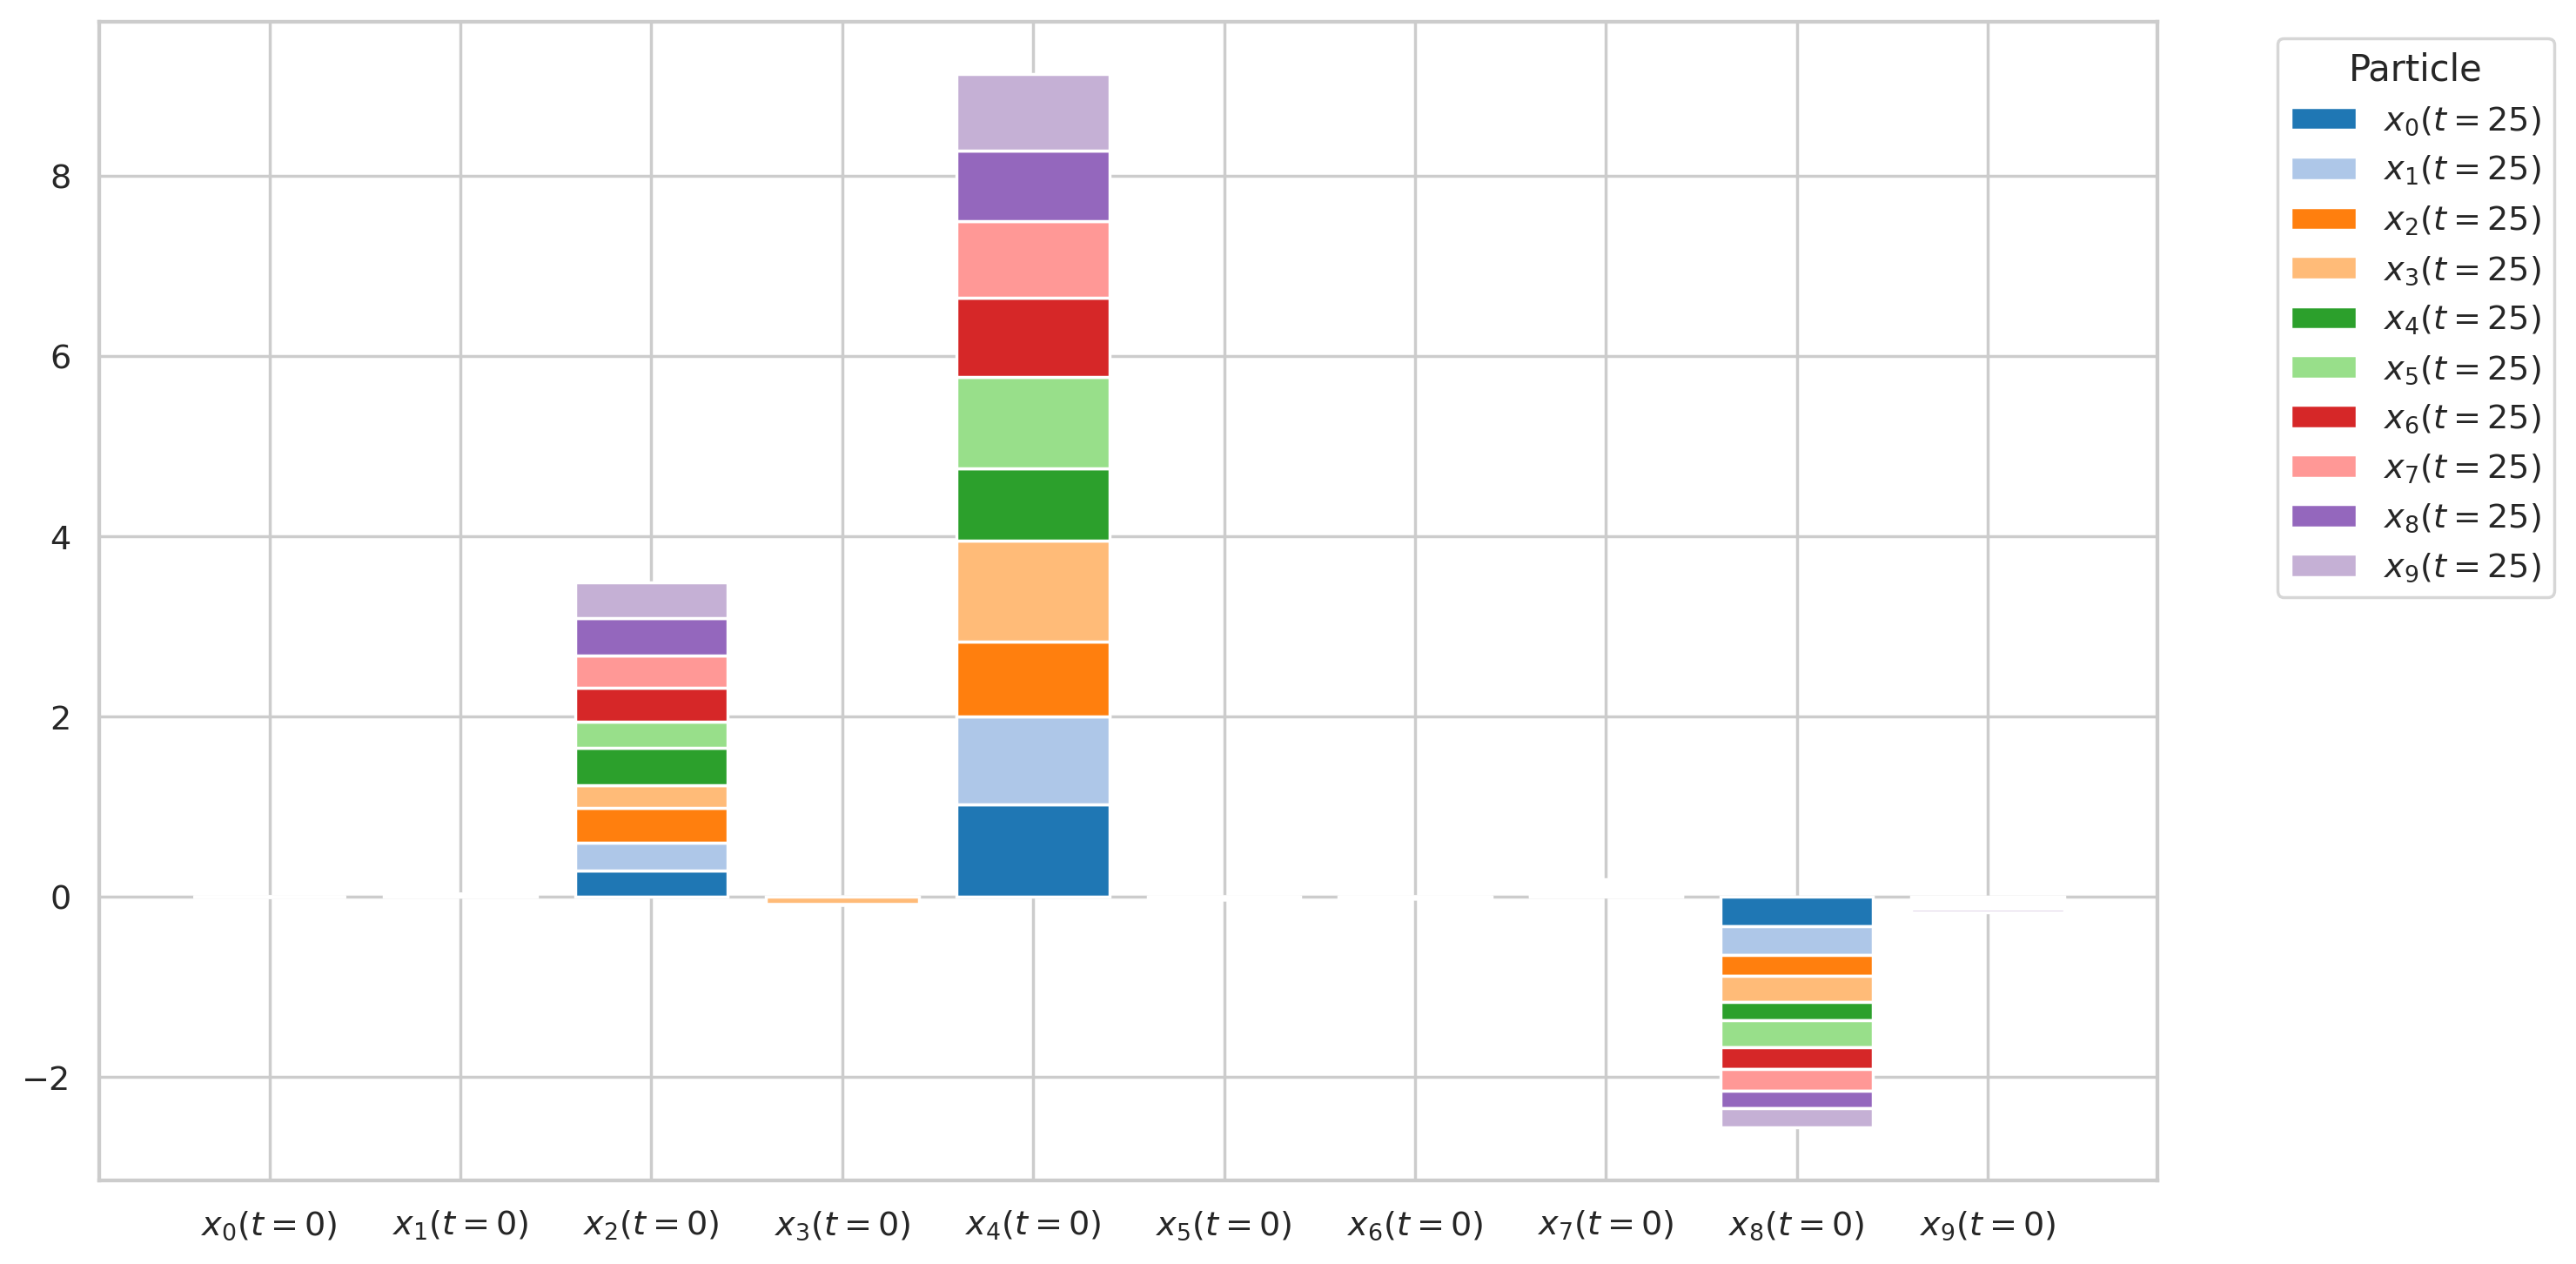 8
6
4
2
0
−2
x₀(t = 0)
x₁(t = 0)
x₂(t = 0)
x₃(t = 0)
x₄(t = 0)
x₅(t = 0)
x₆(t = 0)
x₇(t = 0)
x₈(t = 0)
x₉(t = 0)
Particle
x₀(t = 25)
x₁(t = 25)
x₂(t = 25)
x₃(t = 25)
x₄(t = 25)
x₅(t = 25)
x₆(t = 25)
x₇(t = 25)
x₈(t = 25)
x₉(t = 25)